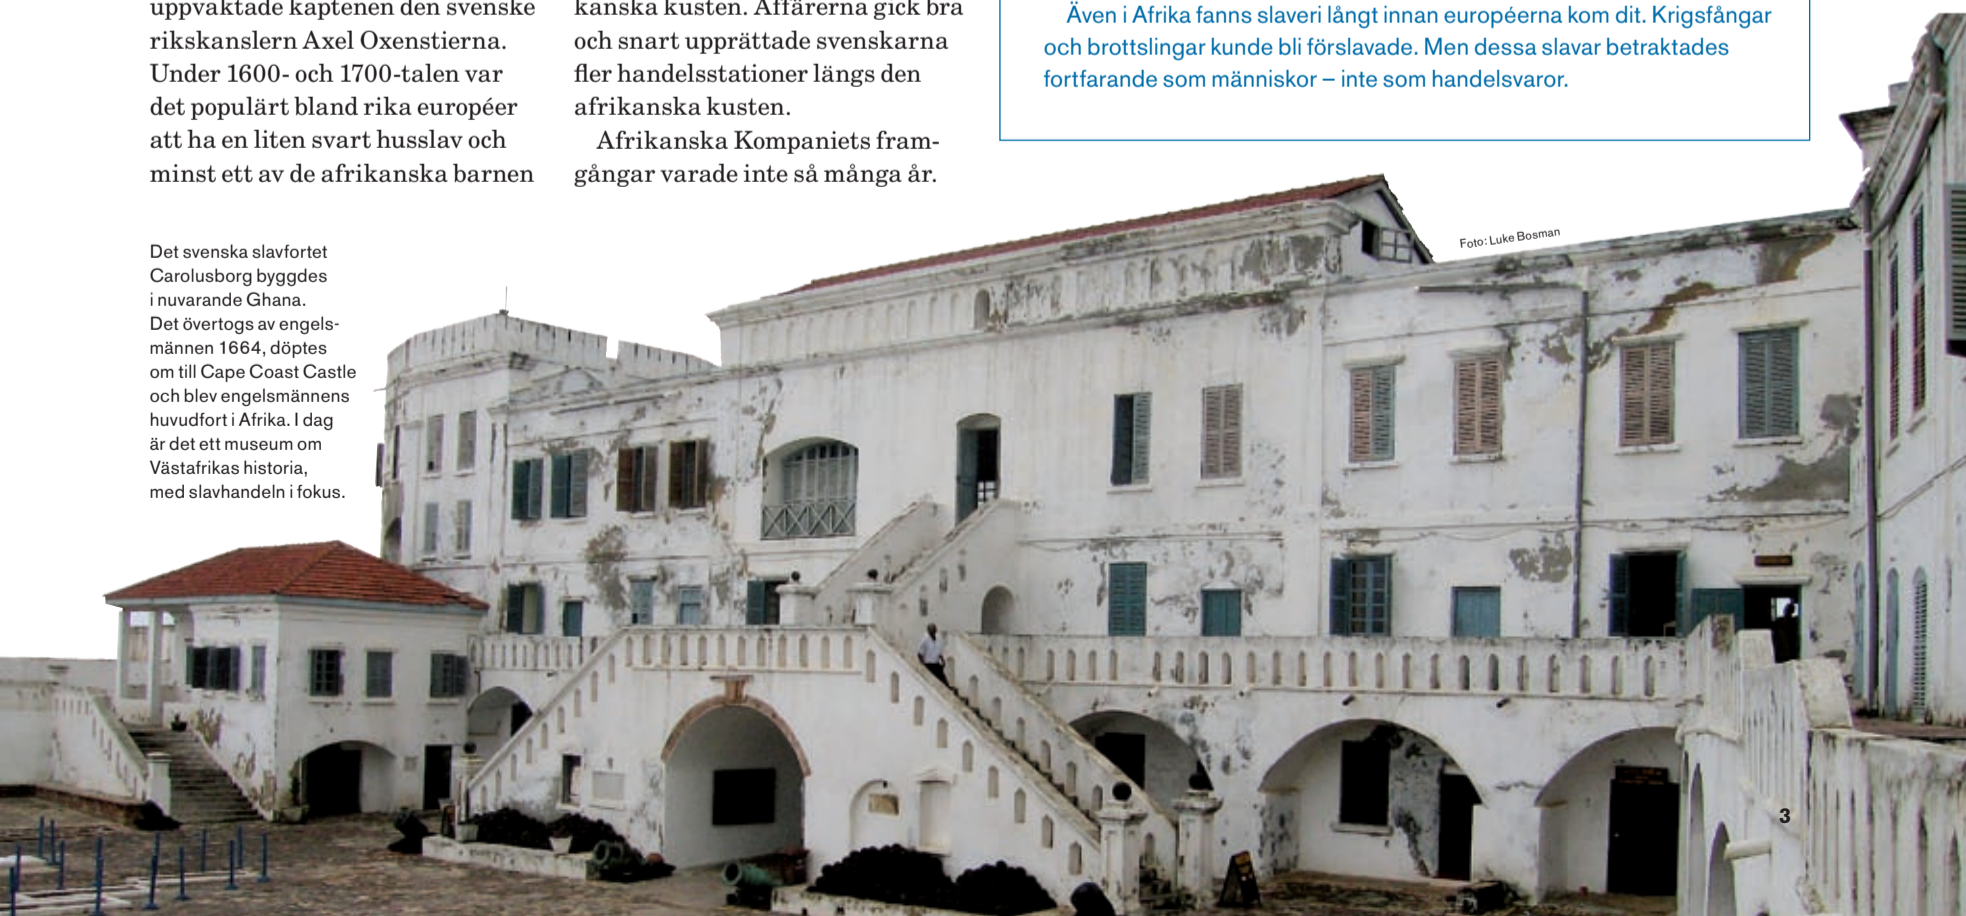 uppvaktade kaptenen den svenske
rikskanslern Axel Oxenstierna.
Under 1600- och 1700-talen var
det populärt bland rika européer
att ha en liten svart husslav och
minst ett av de afrikanska barnen
kanska kusten. Affärerna gick bra
och snart upprättade svenskarna
fler handelsstationer längs den
afrikanska kusten.
Afrikanska Kompaniets fram-
gångar varade inte så många år.
Även i Afrika fanns slaveri långt innan européerna kom dit. Krigsfångar
och brottslingar kunde bli förslavade. Men dessa slavar betraktades
fortfarande som människor – inte som handelsvaror.
Foto: Luke Bosman
Det svenska slavfortet
Carolusborg byggdes
i nuvarande Ghana.
Det övertogs av engels-
männen 1664, döptes
om till Cape Coast Castle
och blev engelsmännens
huvudfort i Afrika. I dag
är det ett museum om
Västafrikas historia,
med slavhandeln i fokus.
3